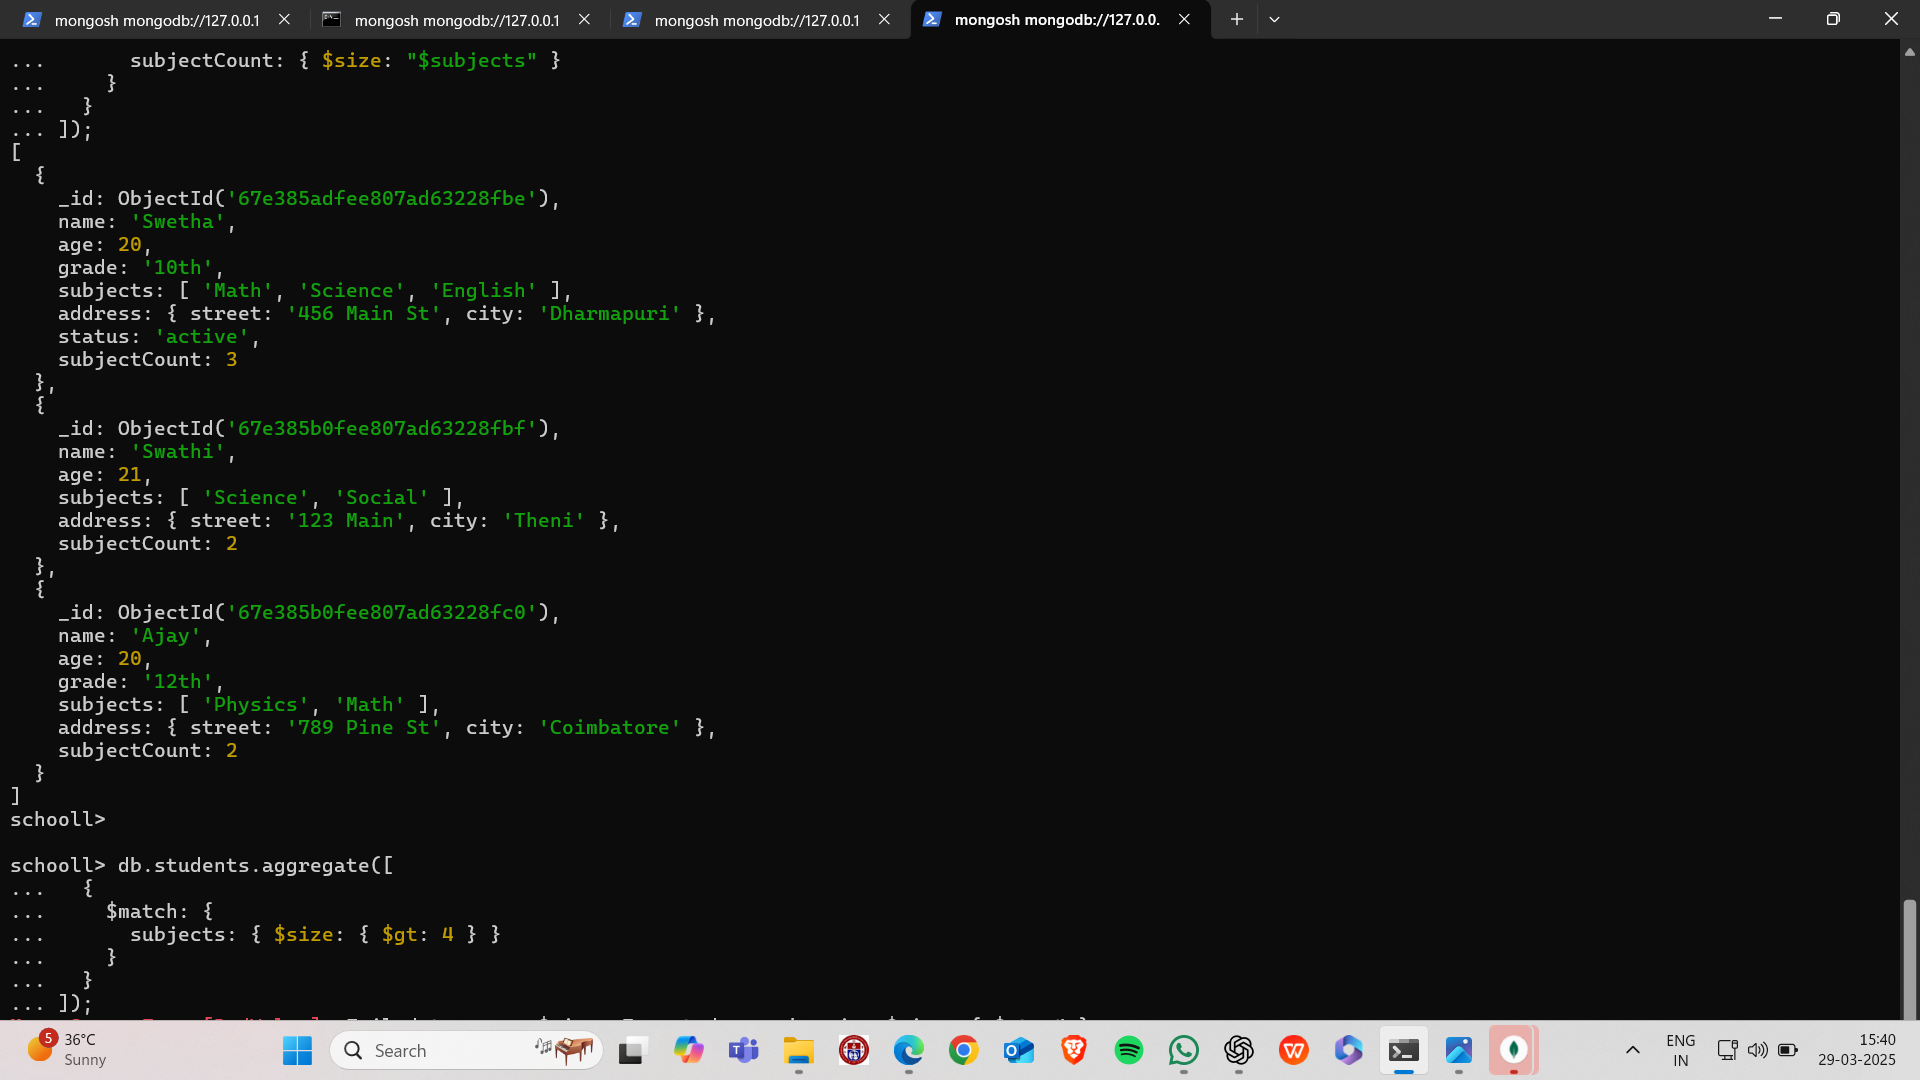 mongosh mongodb://127.0.0.1
mongosh mongodb://127.0.0.1
mongosh mongodb://127.0.0.1
mongosh mongodb://127.0.0.
...       subjectCount: { $size: "$subjects" }
...     }
...   }
... ]);
[
  {
    _id: ObjectId('67e385adfee807ad63228fbe'),
    name: 'Swetha',
    age: 20,
    grade: '10th',
    subjects: [ 'Math', 'Science', 'English' ],
    address: { street: '456 Main St', city: 'Dharmapuri' },
    status: 'active',
    subjectCount: 3
  },
  {
    _id: ObjectId('67e385b0fee807ad63228fbf'),
    name: 'Swathi',
    age: 21,
    subjects: [ 'Science', 'Social' ],
    address: { street: '123 Main', city: 'Theni' },
    subjectCount: 2
  },
  {
    _id: ObjectId('67e385b0fee807ad63228fc0'),
    name: 'Ajay',
    age: 20,
    grade: '12th',
    subjects: [ 'Physics', 'Math' ],
    address: { street: '789 Pine St', city: 'Coimbatore' },
    subjectCount: 2
  }
]
schooll>
schooll> db.students.aggregate([
...   {
...     $match: {
...       subjects: { $size: { $gt: 4 } }
...     }
...   }
... ]);
5
36°C
Sunny
Search
ENG
IN
15:40
29-03-2025